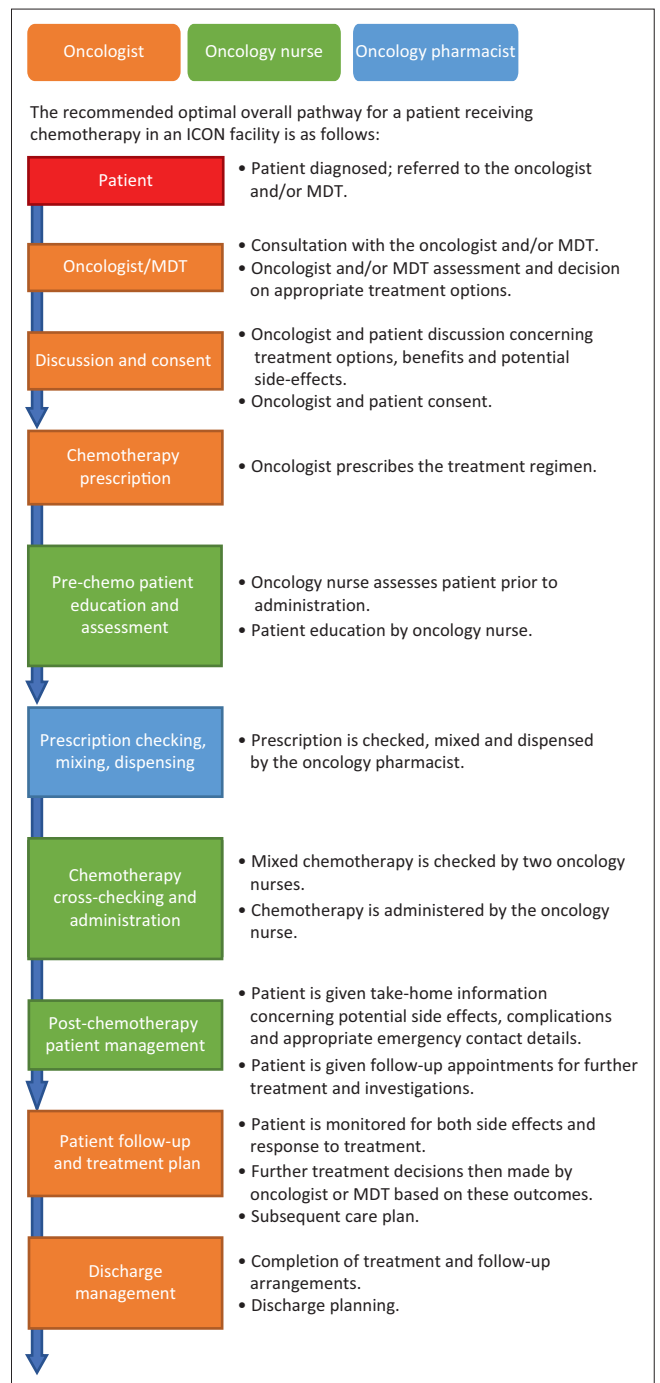 Oncologist
Oncology nurse
Oncology pharmacist
The recommended optimal overall pathway for a patient receiving
chemotherapy in an ICON facility is as follows:
Patient
• Patient diagnosed; referred to the oncologist
and/or MDT.
Oncologist/MDT
• Consultation with the oncologist and/or MDT.
• Oncologist and/or MDT assessment and decision
on appropriate treatment options.
Discussion and consent
• Oncologist and patient discussion concerning
treatment options, benefits and potential
side-effects.
• Oncologist and patient consent.
Chemotherapy
prescription
• Oncologist prescribes the treatment regimen.
Pre-chemo patient
education and
assessment
• Oncology nurse assesses patient prior to
administration.
• Patient education by oncology nurse.
Prescription checking,
mixing, dispensing
• Prescription is checked, mixed and dispensed
by the oncology pharmacist.
Chemotherapy
cross-checking and
administration
• Mixed chemotherapy is checked by two oncology
nurses.
• Chemotherapy is administered by the oncology
nurse.
Post-chemotherapy
patient management
• Patient is given take-home information
concerning potential side effects, complications
and appropriate emergency contact details.
• Patient is given follow-up appointments for further
treatment and investigations.
Patient follow-up
and treatment plan
• Patient is monitored for both side effects and
response to treatment.
• Further treatment decisions then made by
oncologist or MDT based on these outcomes.
• Subsequent care plan.
Discharge
management
• Completion of treatment and follow-up
arrangements.
• Discharge planning.